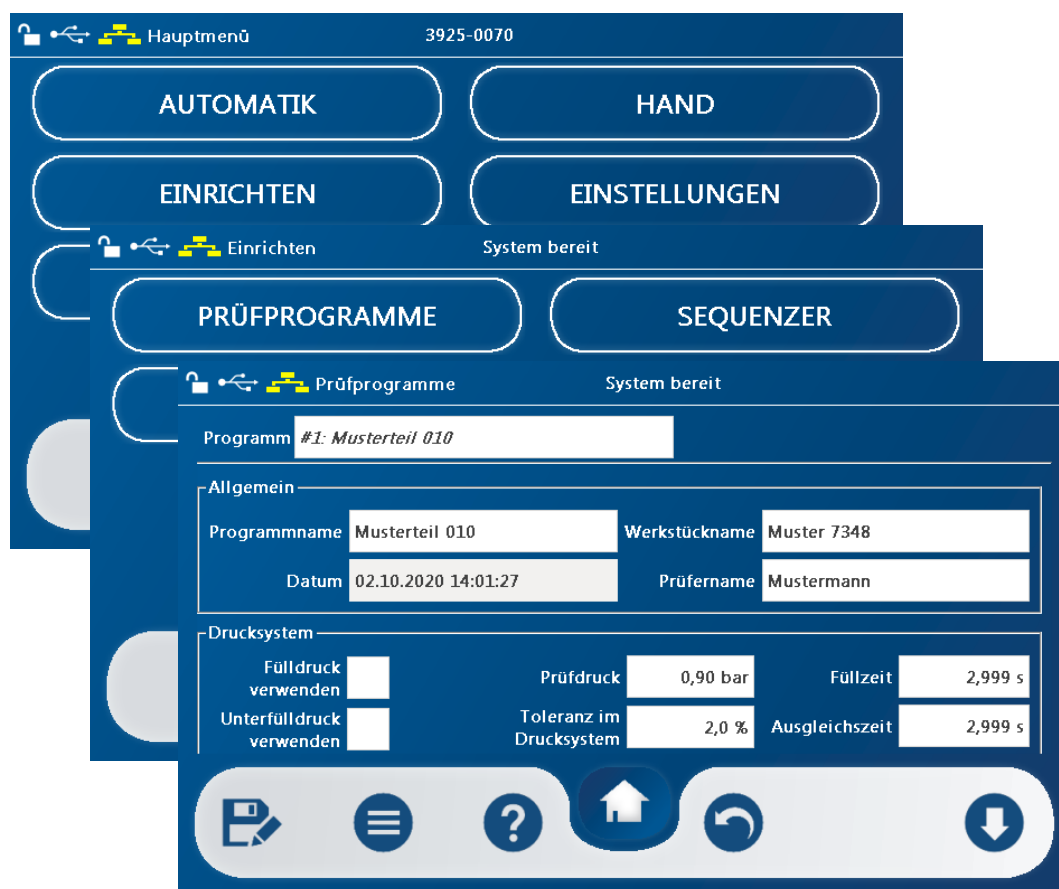 Hauptmenü 3925-0070
AUTOMATIK HAND
EINRICHTEN EINSTELLUNGEN
Einrichten System bereit
PRÜFPROGRAMME SEQUENZER
Prüfprogramme System bereit
Programm #1: Musterteil 010
Allgemein
Programmname Musterteil 010 Werkstückname Muster 7348
Datum 02.10.2020 14:01:27 Prüfername Mustermann
Drucksystem
Fülldruck verwenden Prüfdruck 0,90 bar Füllzeit 2,999 s
Unterfülldruck verwenden Toleranz im Drucksystem 2,0 % Ausgleichszeit 2,999 s